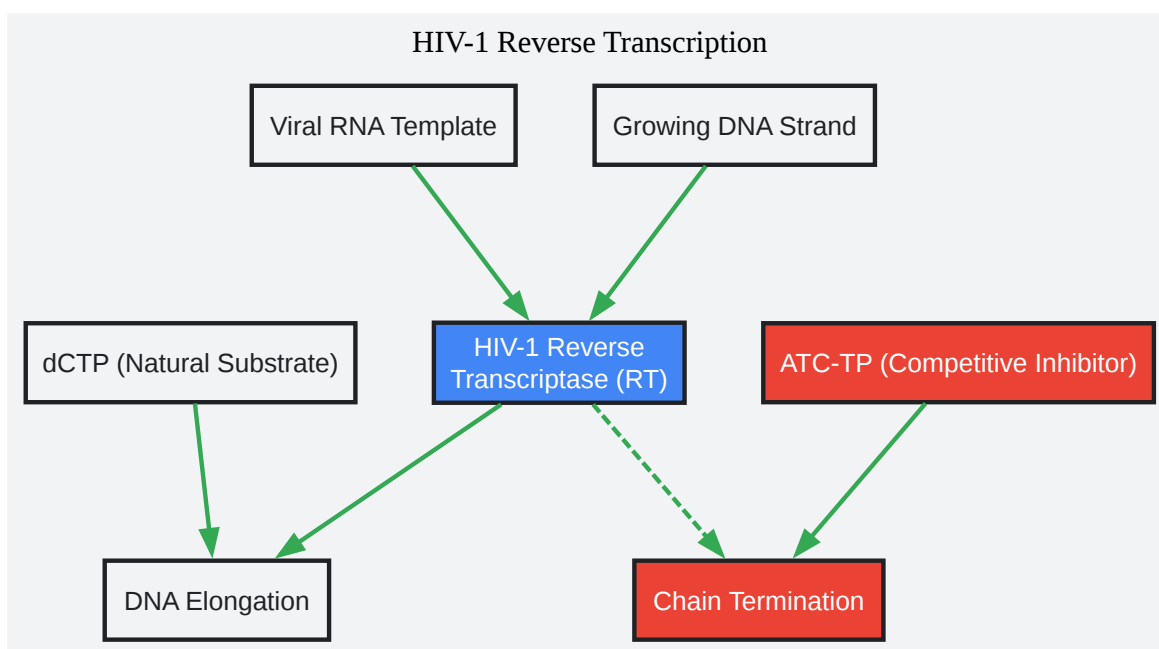 HIV-1 Reverse Transcription
Viral RNA Template
Growing DNA Strand
dCTP (Natural Substrate)
HIV-1 Reverse
Transcriptase (RT)
ATC-TP (Competitive Inhibitor)
DNA Elongation
Chain Termination